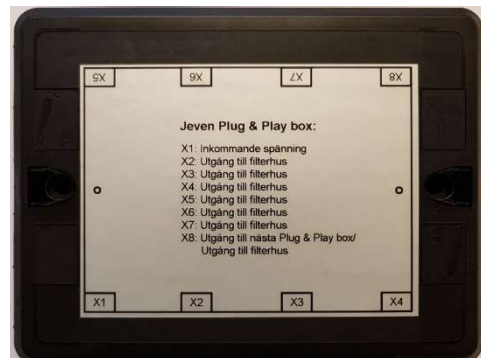 X5 X6 X7 X8
Jeven Plug & Play box:
X1: Inkommande spänning
X2: Utgång till filterhus
X3: Utgång till filterhus
X4: Utgång till filterhus
X5: Utgång till filterhus
X6: Utgång till filterhus
X7: Utgång till filterhus
X8: Utgång till nästa Plug & Play box/
Utgång till filterhus
X1 X2 X3 X4